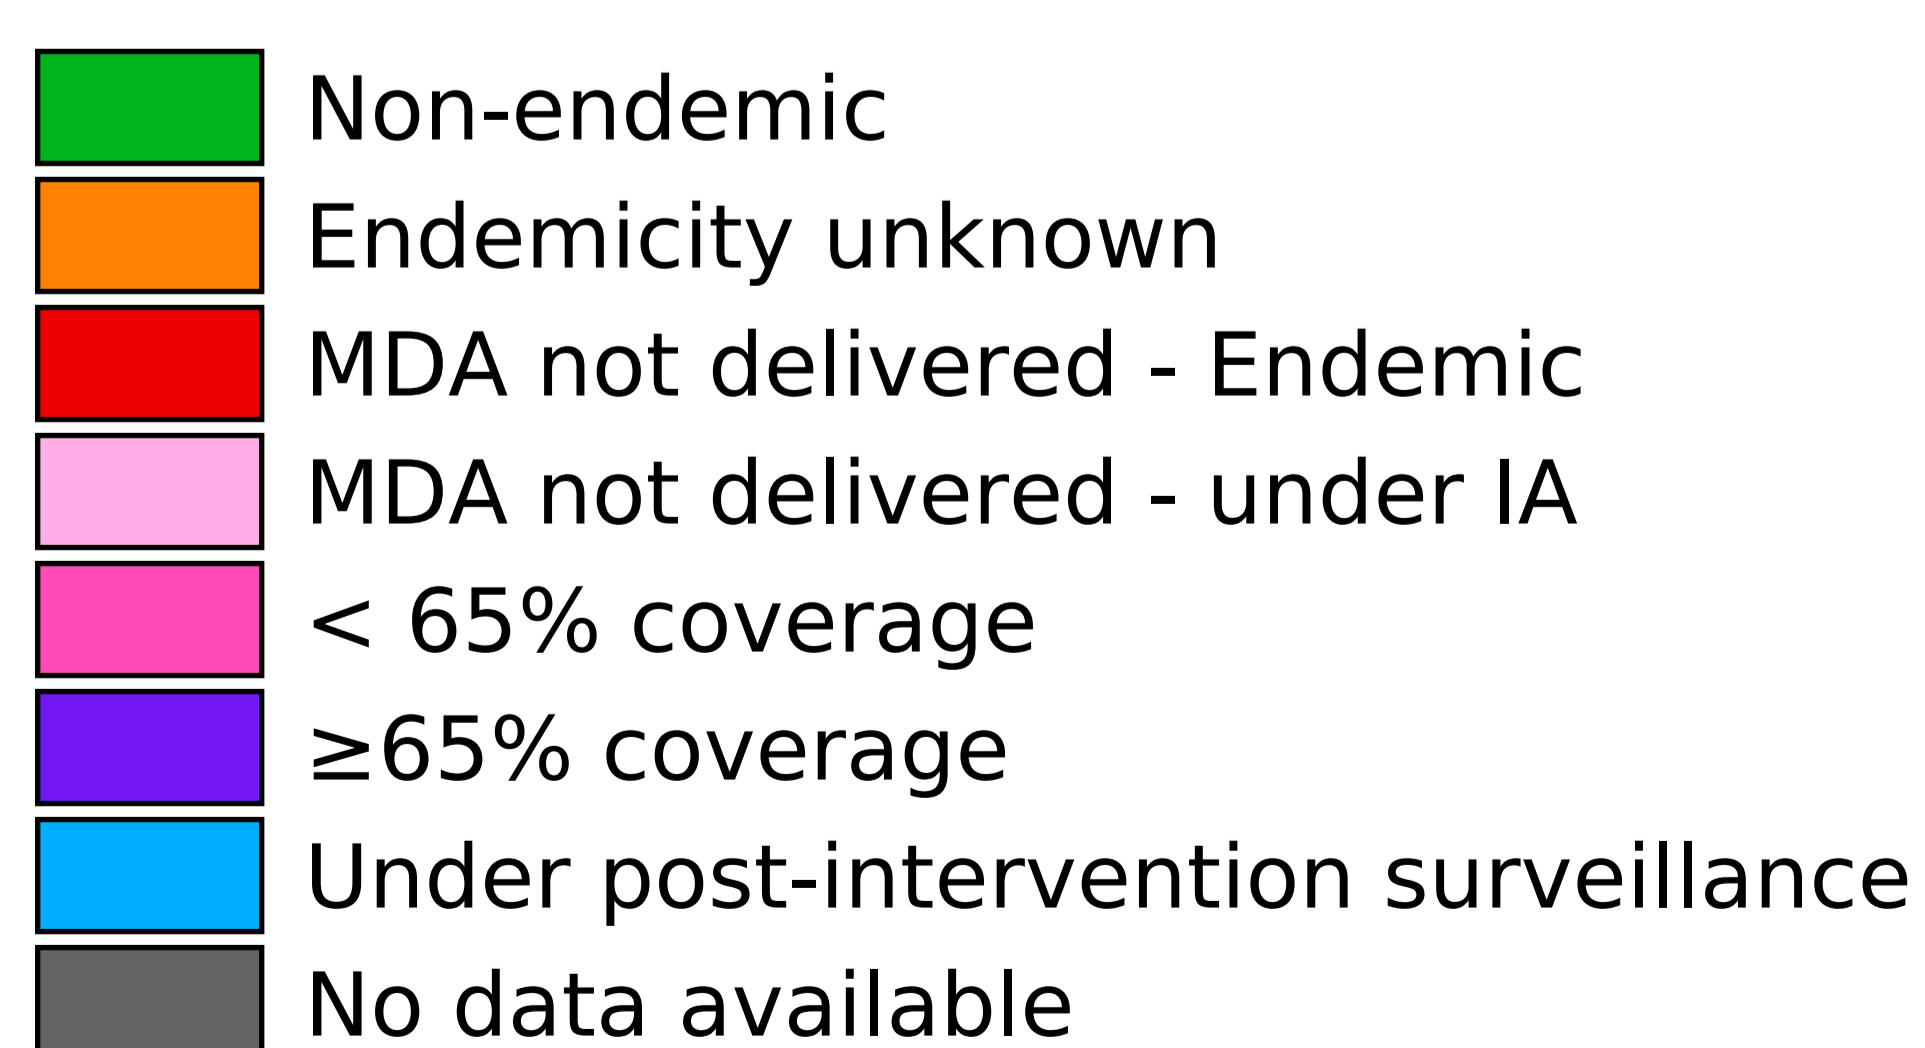 Non-endemic
Endemicity unknown
MDA not delivered - Endemic
MDA not delivered - under IA
< 65% coverage
≥65% coverage
Under post-intervention surveillance
No data available